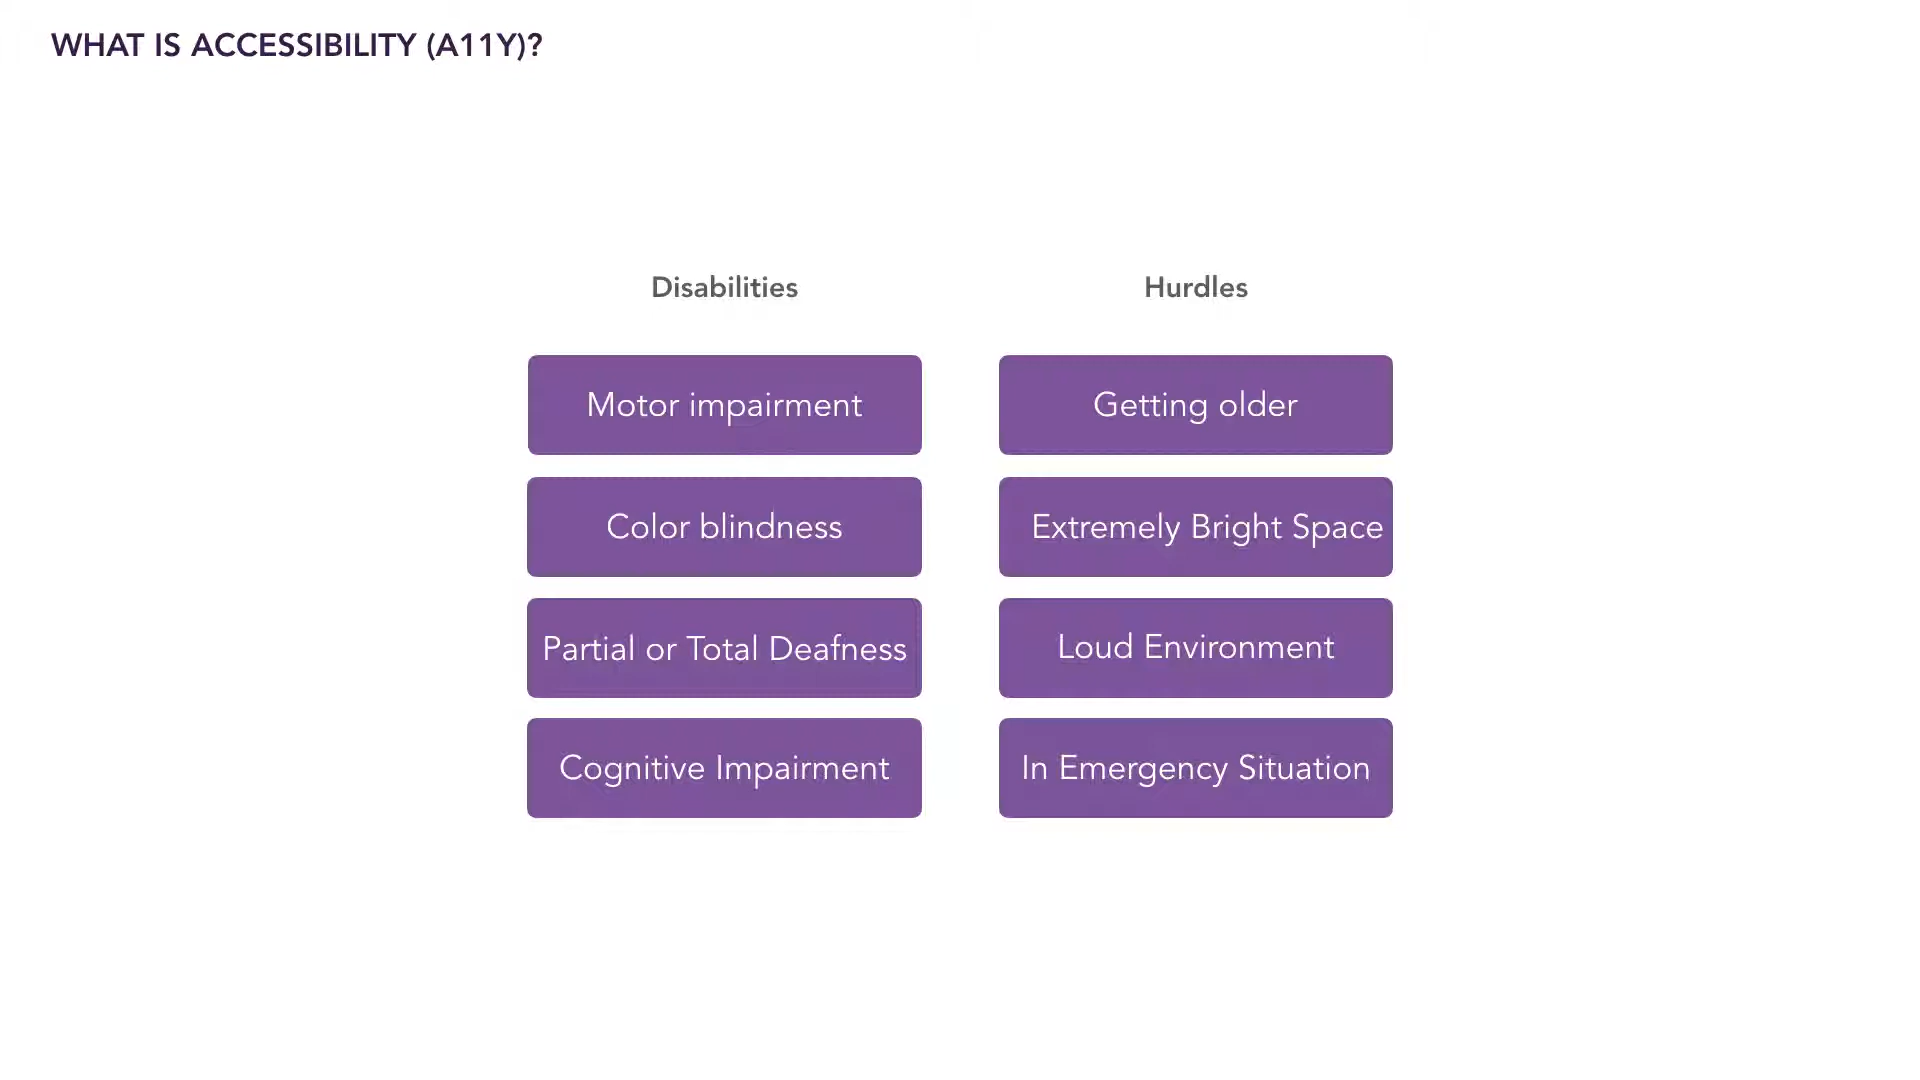 WHAT IS ACCESSIBILITY (A11Y)?
Disabilities
Motor impairment
Color blindness
Partial or Total Deafness
Cognitive Impairment
Hurdles
Getting older
Extremely Bright Space
Loud Environment
In Emergency Situation